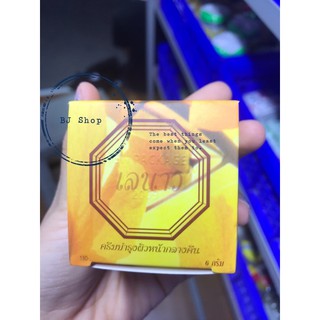 BJ Shop
The best things
come when you least
expect them to.
เลนาว
ครีมบำรุงผิวหน้ากลางคืน
6 กรัม